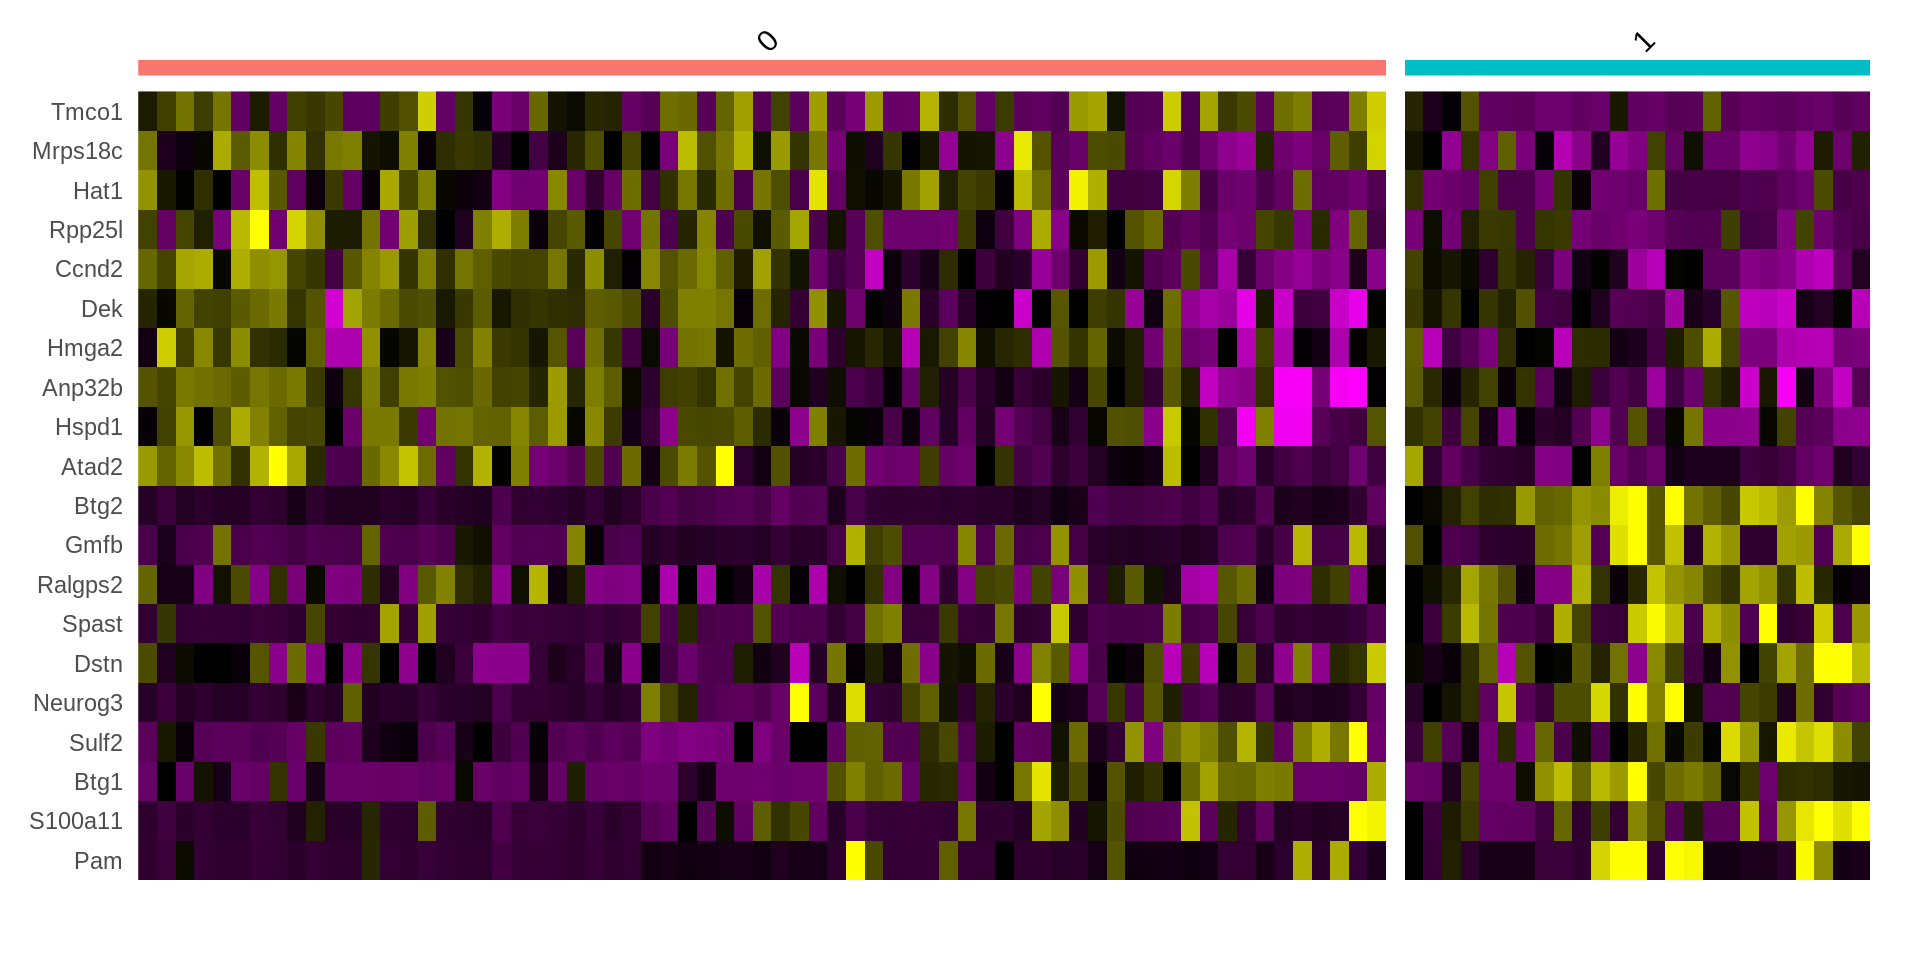 0
1
Tmco1
Mrps18c
Hat1
Rpp25l
Ccnd2
Dek
Hmga2
Anp32b
Hspd1
Atad2
Btg2
Gmfb
Ralgps2
Spast
Dstn
Neurog3
Sulf2
Btg1
S100a11
Pam